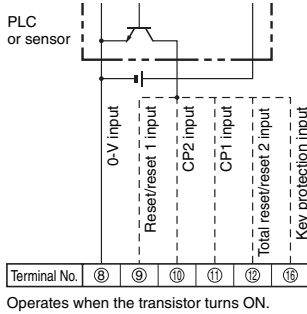 PLC
or sensor
0-V input
Reset/reset 1 input
CP2 input
CP1 input
Total reset/reset 2 input
Key protection input
Terminal No. ⑧ ⑨ ⑩ ⑪ ⑫ ⑯
Operates when the transistor turns ON.